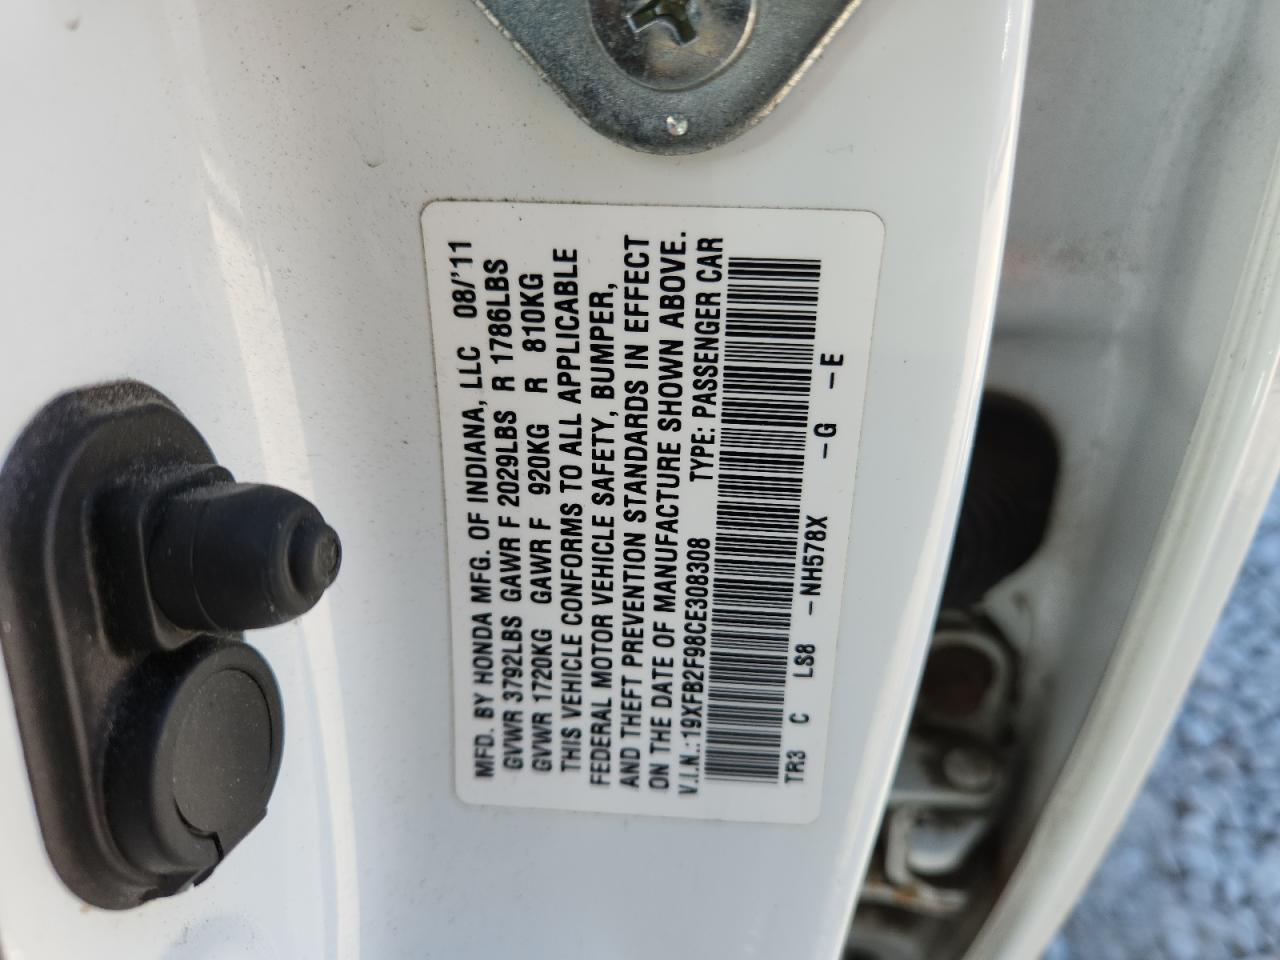 MFD. BY HONDA MFG. OF INDIANA, LLC 08/'11
GVWR 3792LBS GAWR F 2029LBS R 1786LBS
GVWR 1720KG GAWR F 920KG R 810KG
THIS VEHICLE CONFORMS TO ALL APPLICABLE
FEDERAL MOTOR VEHICLE SAFETY, BUMPER,
AND THEFT PREVENTION STANDARDS IN EFFECT
ON THE DATE OF MANUFACTURE SHOWN ABOVE.
V.I.N.:19XFB2F98CE308308 TYPE: PASSENGER CAR
TR3 C LS8 -NH578X -G -E